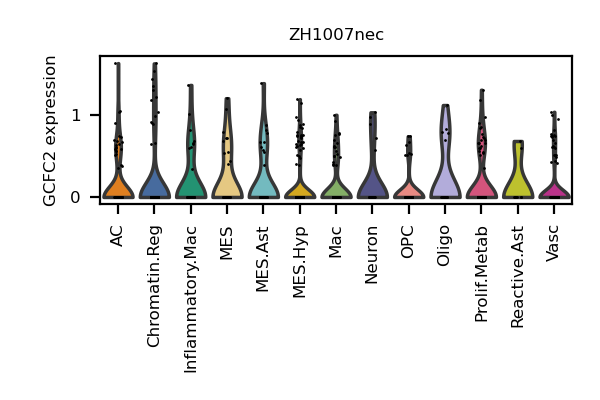 ZH1007nec
GCFC2 expression
1
0
AC
Chromatin.Reg
Inflammatory.Mac
MES
MES.Ast
MES.Hyp
Mac
Neuron
OPC
Oligo
Prolif.Metab
Reactive.Ast
Vasc